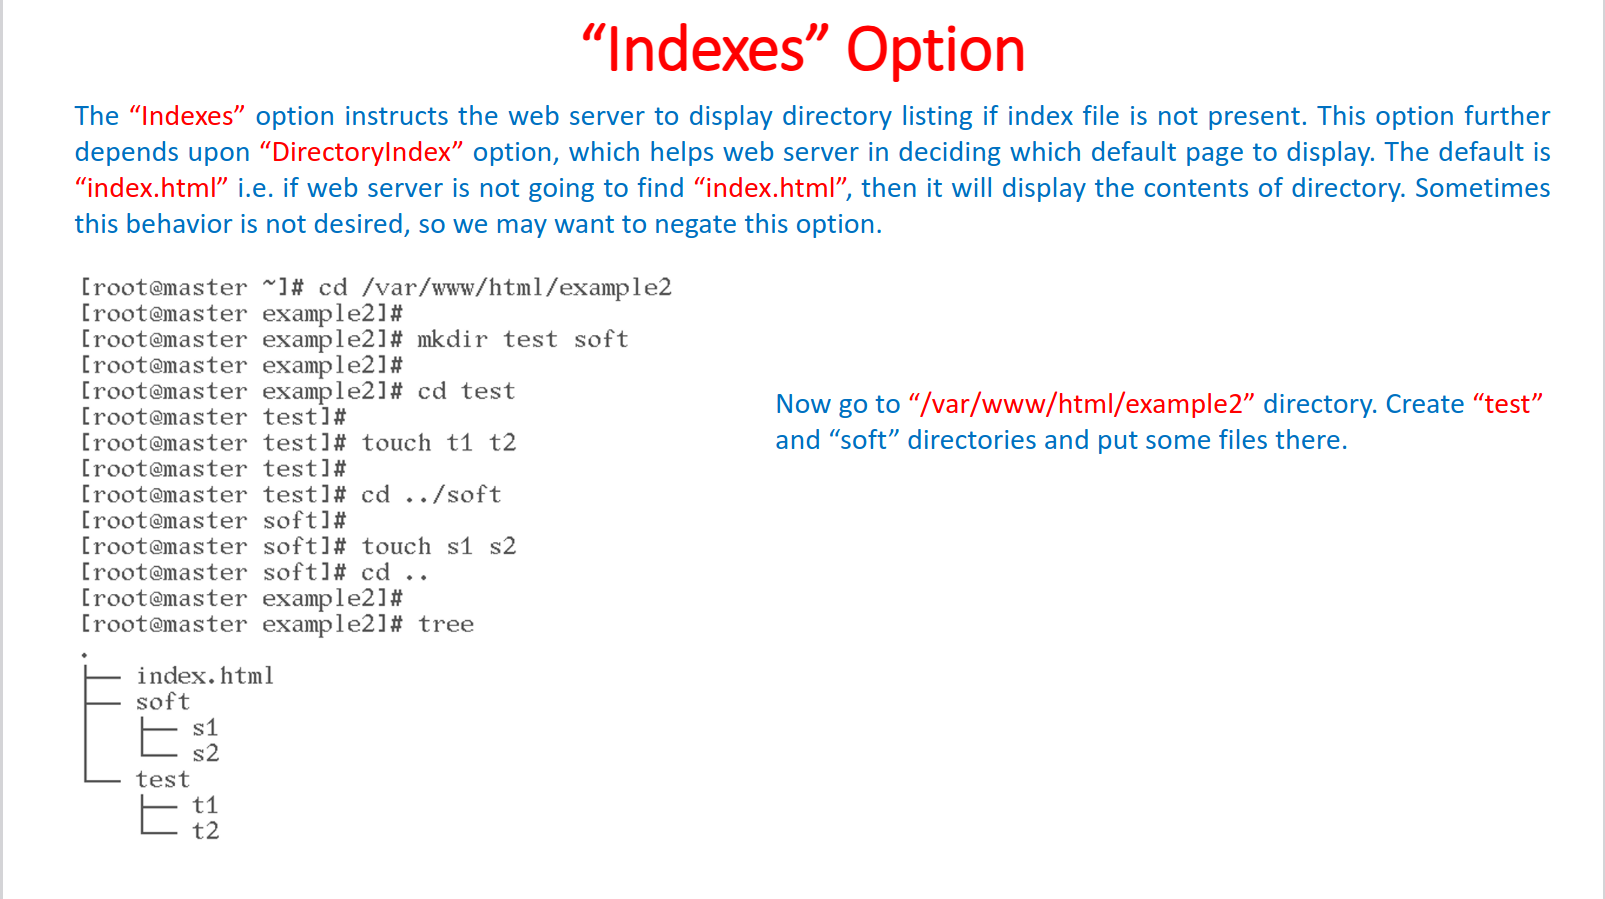 “Indexes” Option
The “Indexes” option instructs the web server to display directory listing if index file is not present. This option further
depends upon “DirectoryIndex” option, which helps web server in deciding which default page to display. The default is
“index.html” i.e. if web server is not going to find “index.html”, then it will display the contents of directory. Sometimes
this behavior is not desired, so we may want to negate this option.
[root@master ~]# cd /var/www/html/example2
[root@master example2]#
[root@master example2]# mkdir test soft
[root@master example2]#
[root@master example2]# cd test
[root@master test]#
[root@master test]# touch t1 t2
[root@master test]#
[root@master test]# cd ../soft
[root@master soft]#
[root@master soft]# touch s1 s2
[root@master soft]# cd ..
[root@master example2]#
[root@master example2]# tree
.
├── index.html
├── soft
│   ├── s1
│   └── s2
└── test
    ├── t1
    └── t2
Now go to “/var/www/html/example2” directory. Create “test”
and “soft” directories and put some files there.